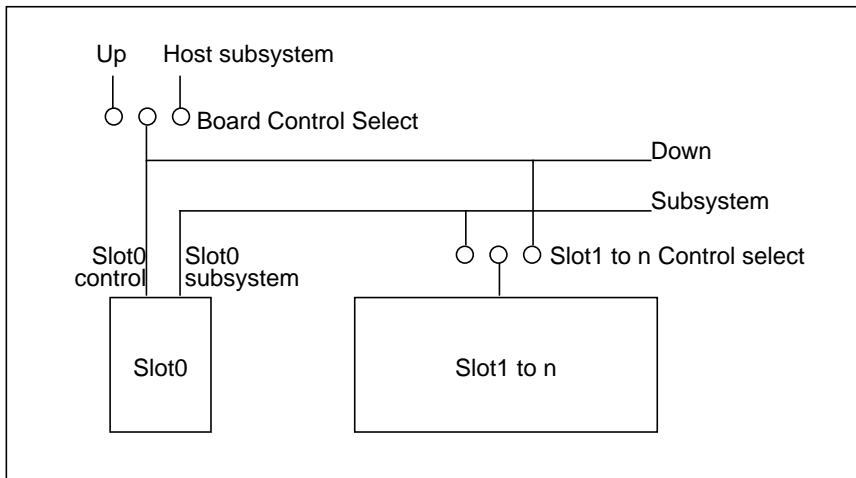 Up
Host subsystem
Board Control Select
Down
Subsystem
Slot0
control
Slot0
subsystem
Slot1 to n Control select
Slot0
Slot1 to n